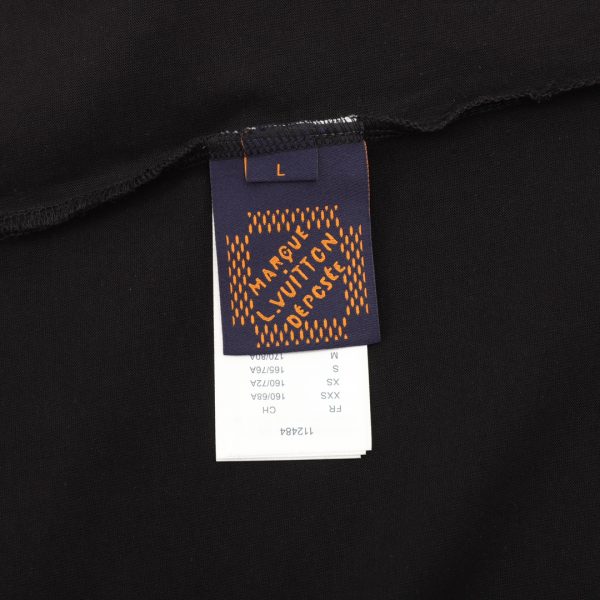 L
MARQUE
L.VUITTON
DÉPOSÉE
112484
FR CH
XXS 160/68A
XS 160/72A
S 165/76A
M 170/80A